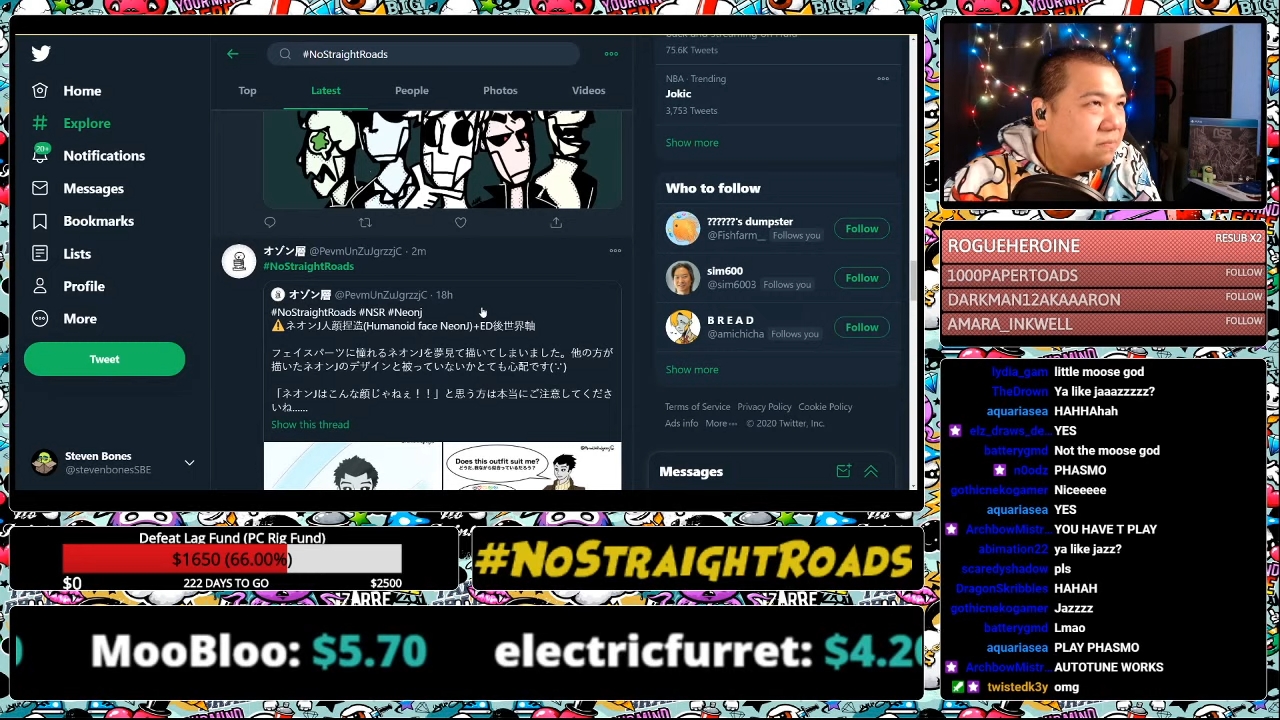 #NoStraightRoads
Top
Latest
People
Photos
Videos
Home
Explore
20+
Notifications
Messages
Bookmarks
Lists
Profile
More
Tweet
Steven Bones
@stevenbonesSBE
オゾン層 @PevmUnZuJgrzzjC · 2m
#NoStraightRoads
オゾン層 @PevmUnZuJgrzzjC · 18h
#NoStraightRoads #NSR #Neonj
⚠ネオンJ人顔捏造(Humanoid face NeonJ)+ED後世界軸
フェイスパーツに憧れるネオンJを夢見て描いてしまいました。他の方が
描いたネオンJのデザインと被っていないかとても心配です(∵)
「ネオンJはこんな顔じゃねぇ！！」と思う方は本当にご注意してくださ
いね......
Show this thread
Does this outfit suit me?
75.6K Tweets
NBA · Trending
Jokic
3,753 Tweets
Show more
Who to follow
??????'s dumpster
@Fishfarm__ Follows you
Follow
sim600
@sim6003 Follows you
Follow
B R E A D
@amichicha Follows you
Follow
Show more
Terms of Service Privacy Policy Cookie Policy
Ads info More··· © 2020 Twitter, Inc.
Messages
ROGUEHEROINE RESUB X2
1000PAPERTOADS FOLLOW
DARKMAN12AKAAARON FOLLOW
AMARA_INKWELL FOLLOW
lydia_gam little moose god
TheDrown Ya like jaaazzzzz?
aquariasea HAHHAhah
elz_draws_de... YES
batterygmd Not the moose god
n0odz PHASMO
gothicnekogamer Niceeeee
aquariasea YES
ArchbowMistr... YOU HAVE T PLAY
abimation22 ya like jazz?
scaredyshadow pls
DragonSkribbles HAHAH
gothicnekogamer Jazzzz
batterygmd Lmao
aquariasea PLAY PHASMO
ArchbowMistr... AUTOTUNE WORKS
twistedk3y omg
Defeat Lag Fund (PC Rig Fund)
$1650 (66.00%)
$0 222 DAYS TO GO $2500
#NoStraightRoads
MooBloo: $5.70 electricfurret: $4.20